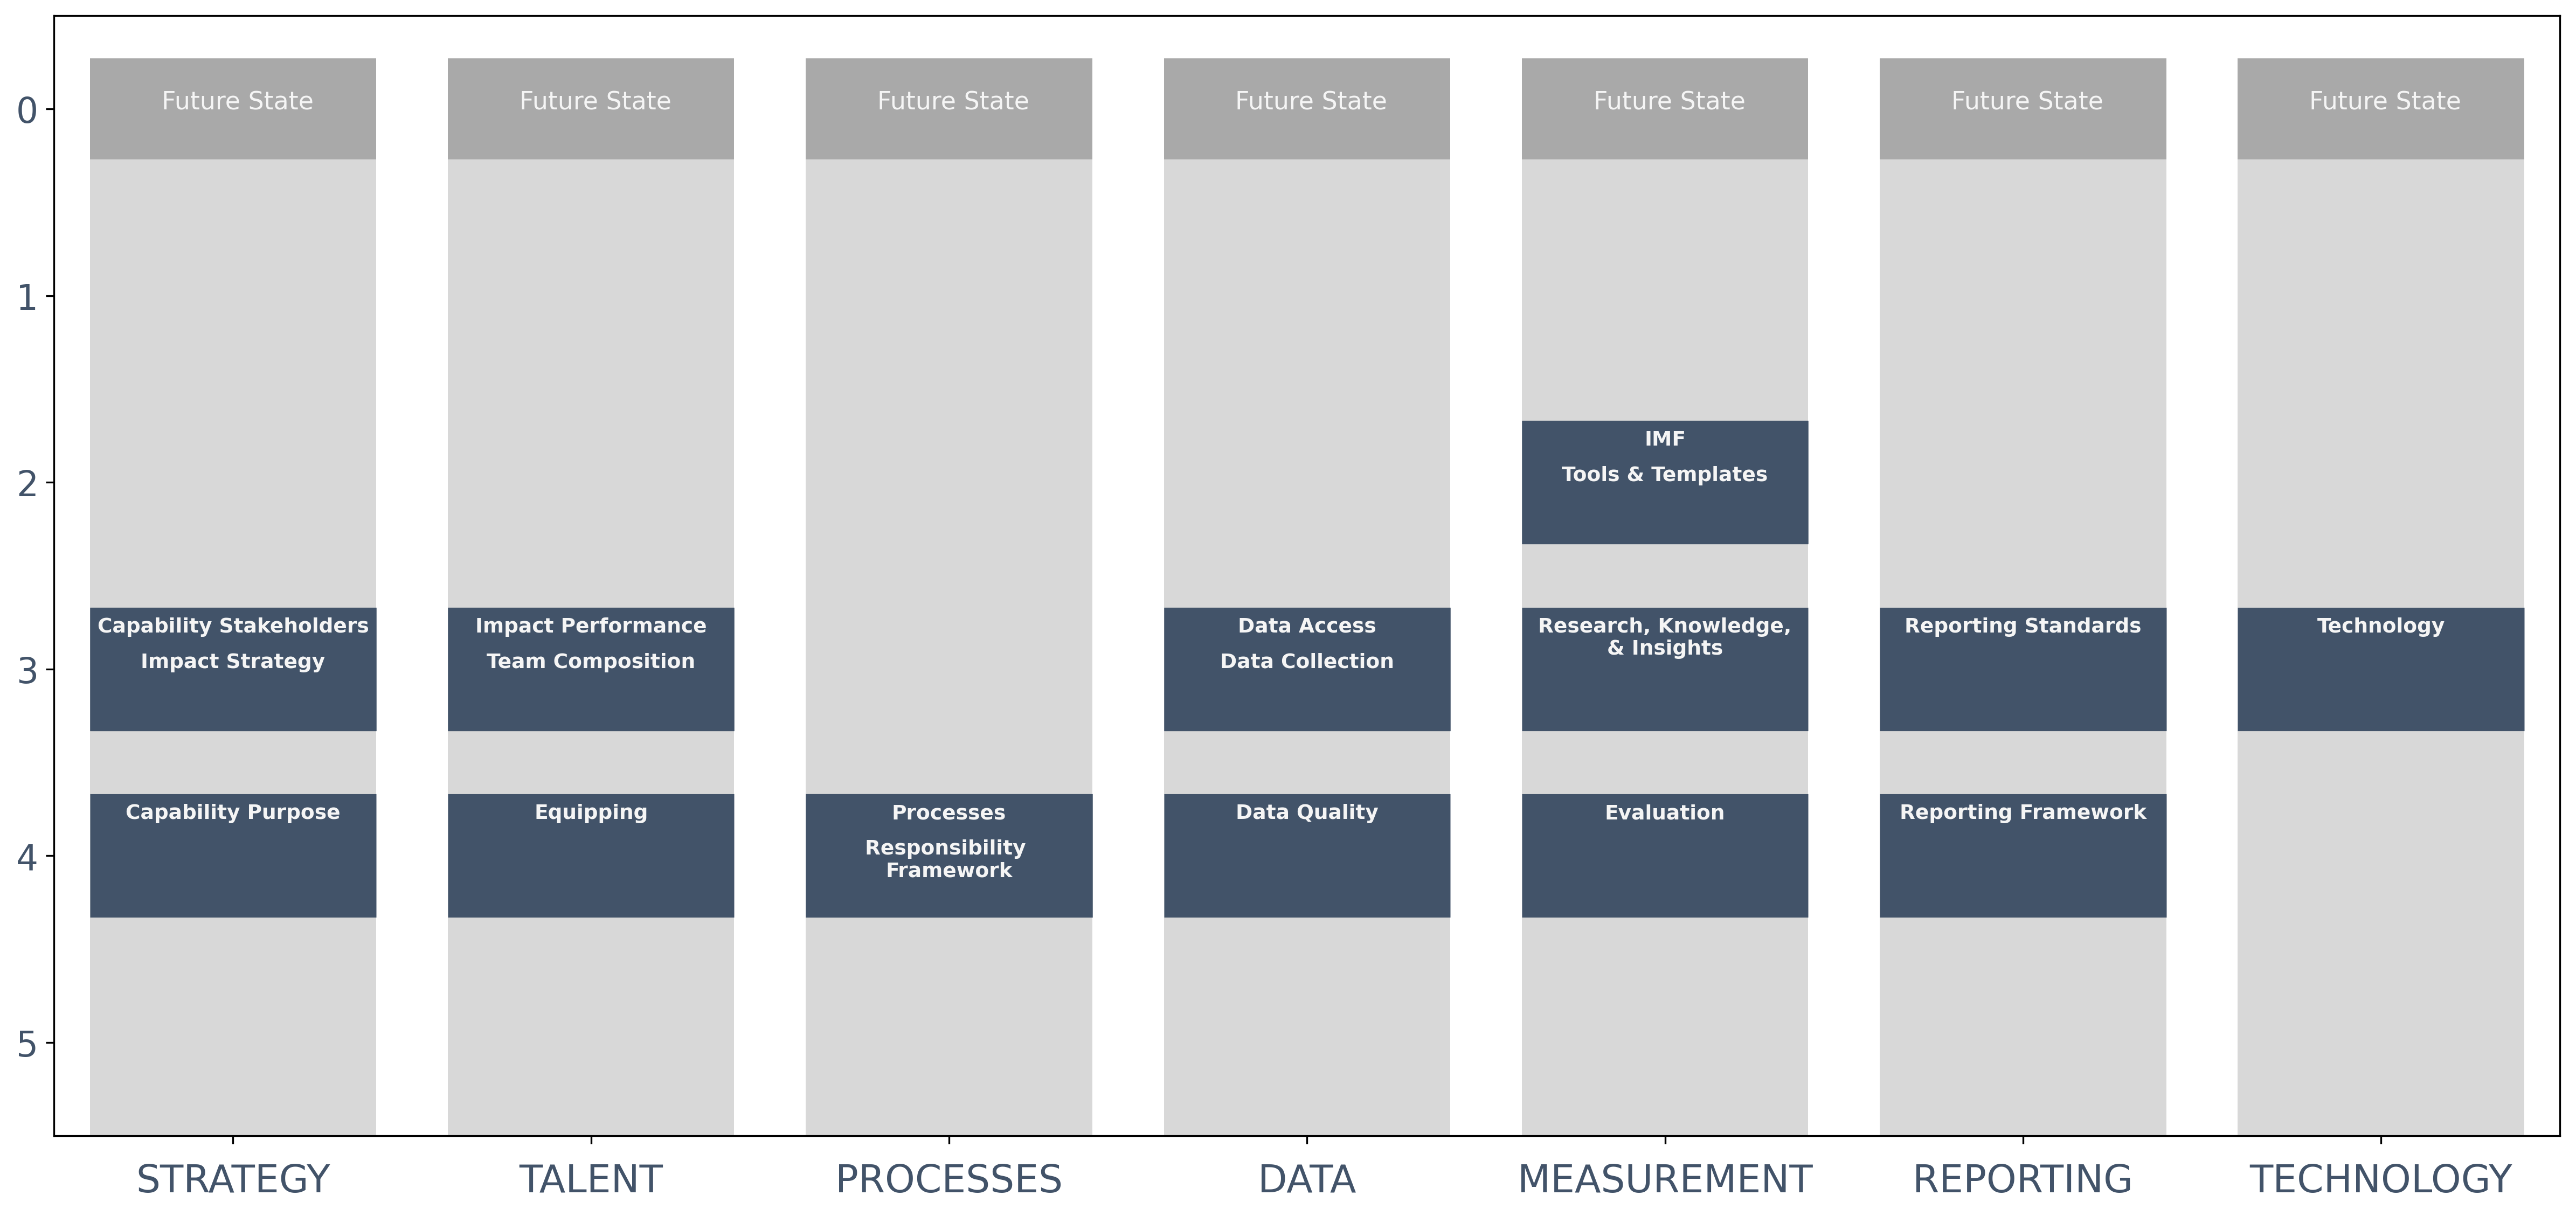 0
Future State
Future State
Future State
Future State
Future State
Future State
Future State
1
2
IMF
Tools & Templates
3
Capability Stakeholders
Impact Strategy
Impact Performance
Team Composition
Data Access
Data Collection
Research, Knowledge,
& Insights
Reporting Standards
Technology
4
Capability Purpose
Equipping
Processes
Responsibility
Framework
Data Quality
Evaluation
Reporting Framework
5
STRATEGY
TALENT
PROCESSES
DATA
MEASUREMENT
REPORTING
TECHNOLOGY